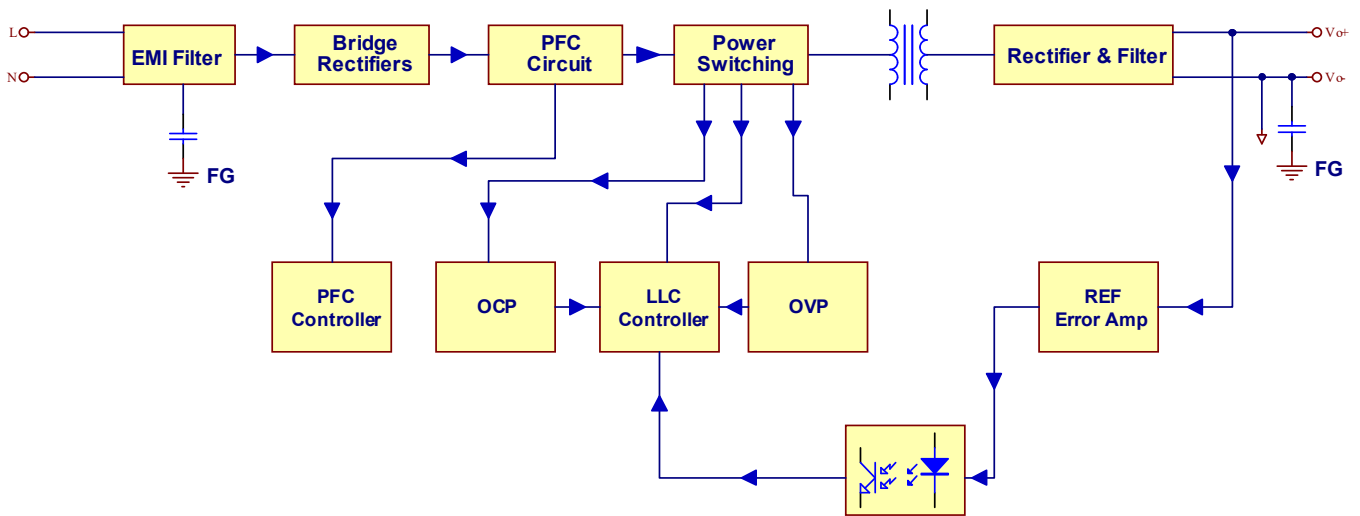 L
N
EMI Filter
Bridge
Rectifiers
PFC
Circuit
Power
Switching
Rectifier & Filter
Vo+
Vo-
FG
FG
PFC
Controller
OCP
LLC
Controller
OVP
REF
Error Amp